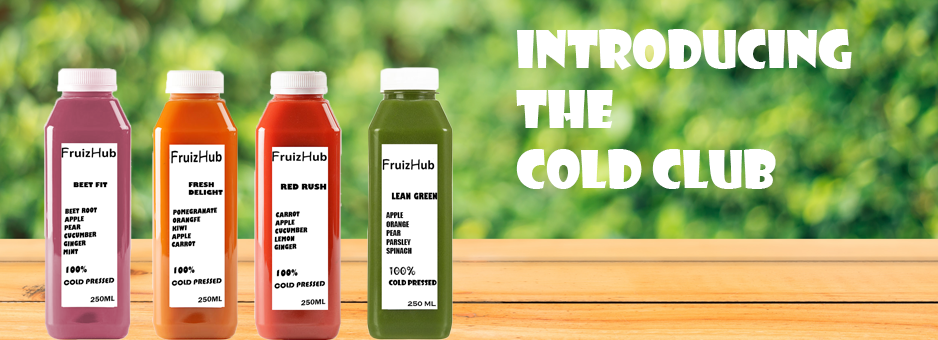 INTRODUCING
THE
COLD CLUB
FruizHub
BEET FIT
BEET ROOT
APPLE
PEAR
CUCUMBER
GINGER
MINT
100%
COLD PRESSED
250ML
FruizHub
FRESH
DELIGHT
POMEGRANATE
ORANGFE
KIWI
APPLE
CARROT
100%
COLD PRESSED
250ML
FruizHub
RED RUSH
CARROT
APPLE
CUCUMBER
LEMON
GINGER
100%
COLD PRESSED
250ML
FruizHub
LEAN GREEN
APPLE
ORANGE
PEAR
PARSLEY
SPINACH
100%
COLD PRESSED
250 ML